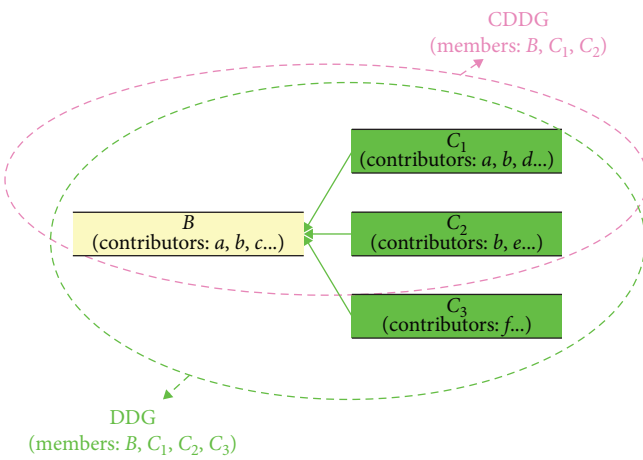 CDDG
(members: B, C₁, C₂)
C₁
(contributors: a, b, d...)
B
(contributors: a, b, c...)
C₂
(contributors: b, e...)
C₃
(contributors: f...)
DDG
(members: B, C₁, C₂, C₃)